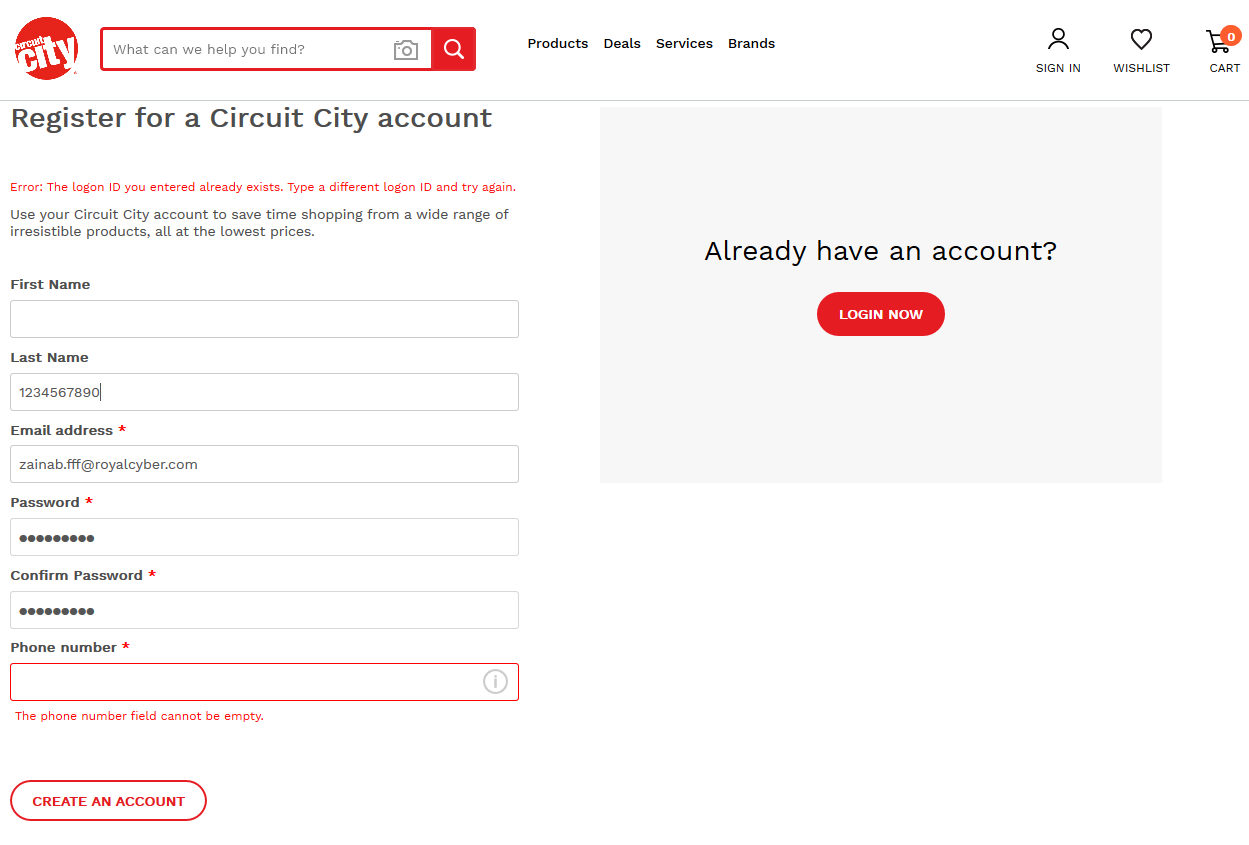 circuit
city
What can we help you find?
Products Deals Services Brands
SIGN IN
WISHLIST
0
CART
Register for a Circuit City account
Error: The logon ID you entered already exists. Type a different logon ID and try again.
Use your Circuit City account to save time shopping from a wide range of
irresistible products, all at the lowest prices.
First Name
Last Name
1234567890
Email address *
zainab.fff@royalcyber.com
Password *
●●●●●●●●●
Confirm Password *
●●●●●●●●●
Phone number *
The phone number field cannot be empty.
CREATE AN ACCOUNT
Already have an account?
LOGIN NOW